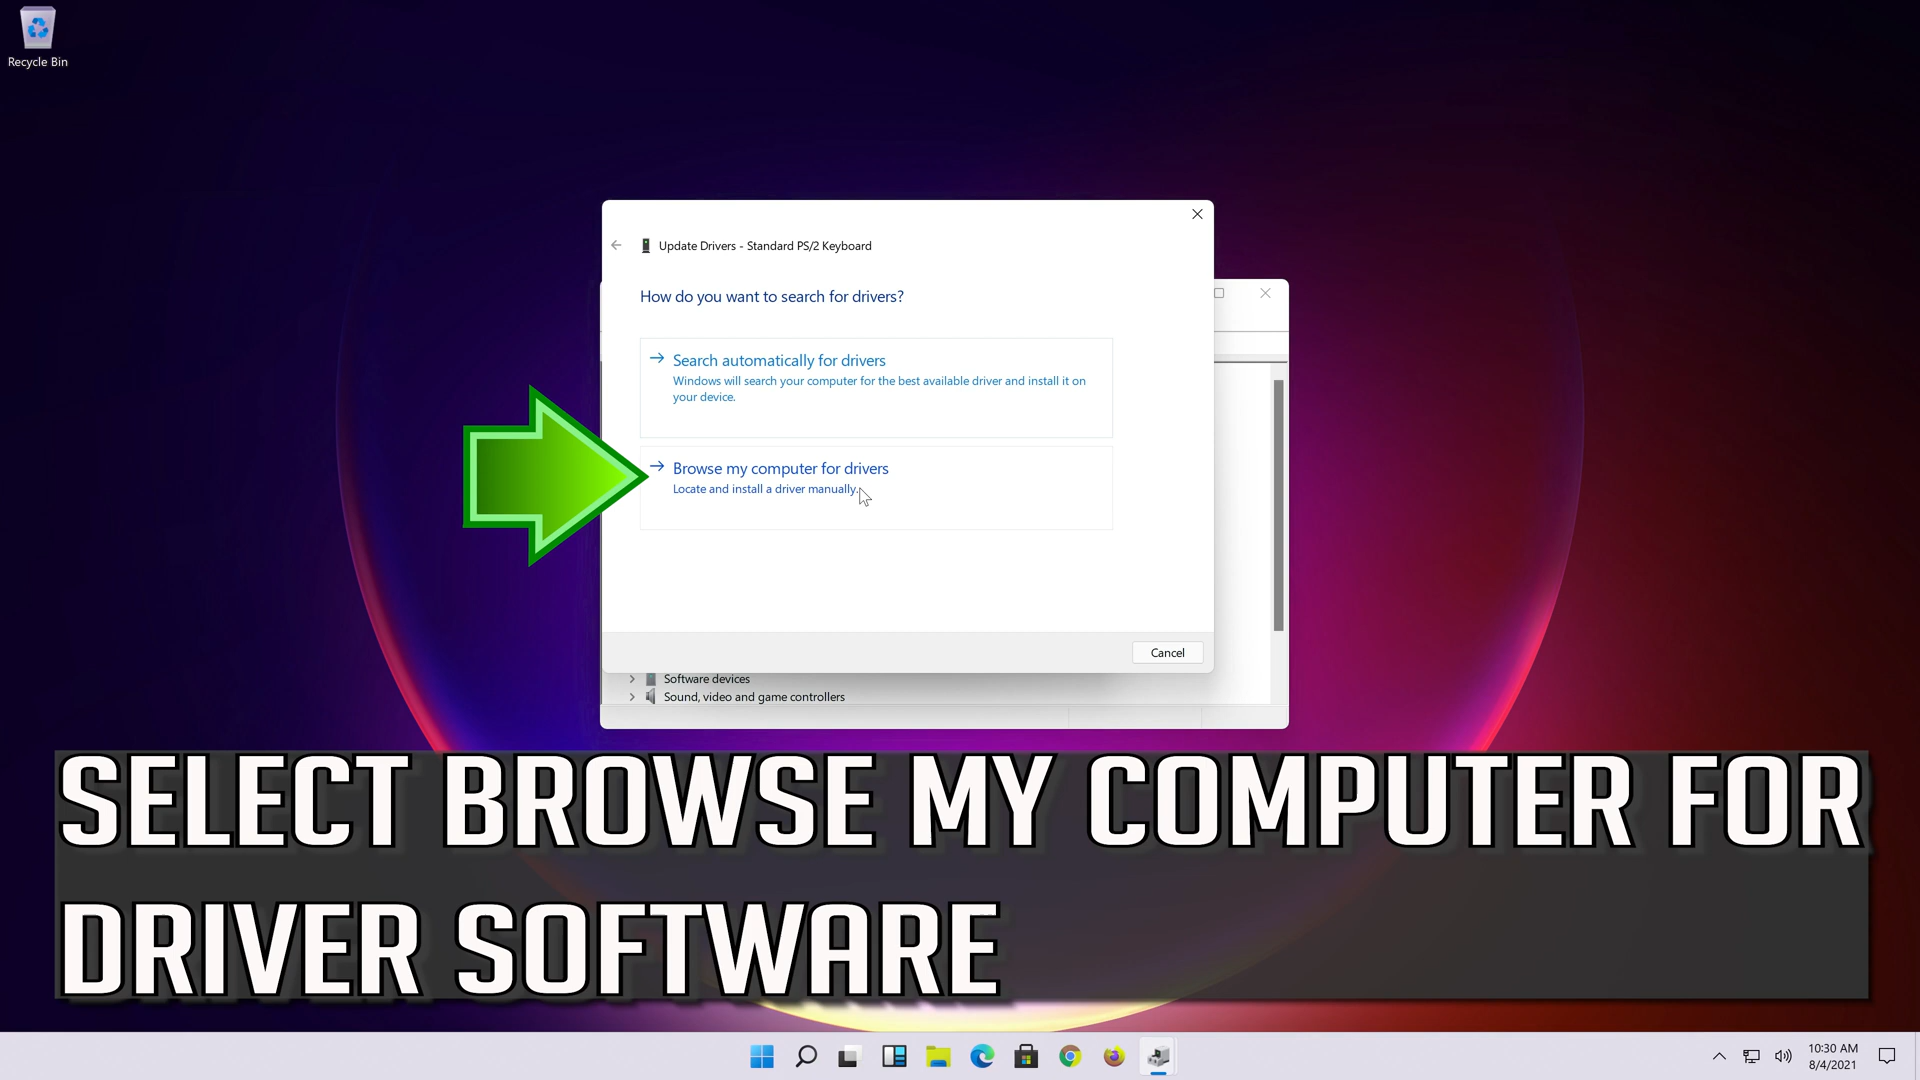 Recycle Bin
Update Drivers - Standard PS/2 Keyboard
How do you want to search for drivers?
Search automatically for drivers
Windows will search your computer for the best available driver and install it on
your device.
Browse my computer for drivers
Locate and install a driver manually.
Cancel
Software devices
Sound, video and game controllers
SELECT BROWSE MY COMPUTER FOR
DRIVER SOFTWARE
10:30 AM
8/4/2021